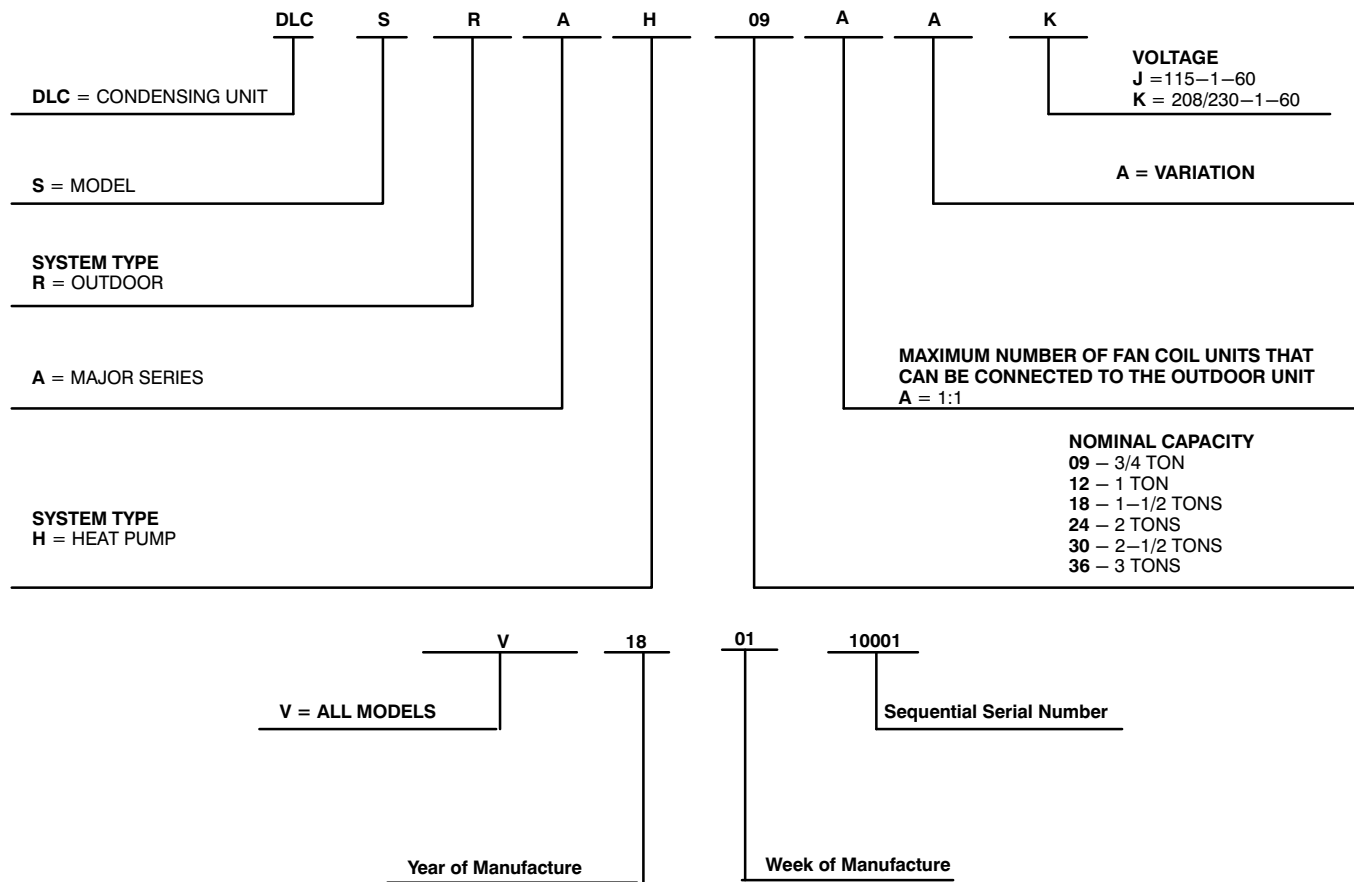 DLC S R A H 09 A A K
VOLTAGE
J =115–1–60
K = 208/230–1–60
DLC = CONDENSING UNIT
A = VARIATION
S = MODEL
SYSTEM TYPE
R = OUTDOOR
MAXIMUM NUMBER OF FAN COIL UNITS THAT
CAN BE CONNECTED TO THE OUTDOOR UNIT
A = 1:1
A = MAJOR SERIES
NOMINAL CAPACITY
09 – 3/4 TON
12 – 1 TON
18 – 1–1/2 TONS
24 – 2 TONS
30 – 2–1/2 TONS
36 – 3 TONS
SYSTEM TYPE
H = HEAT PUMP
V 18 01 10001
V = ALL MODELS
Sequential Serial Number
Year of Manufacture
Week of Manufacture